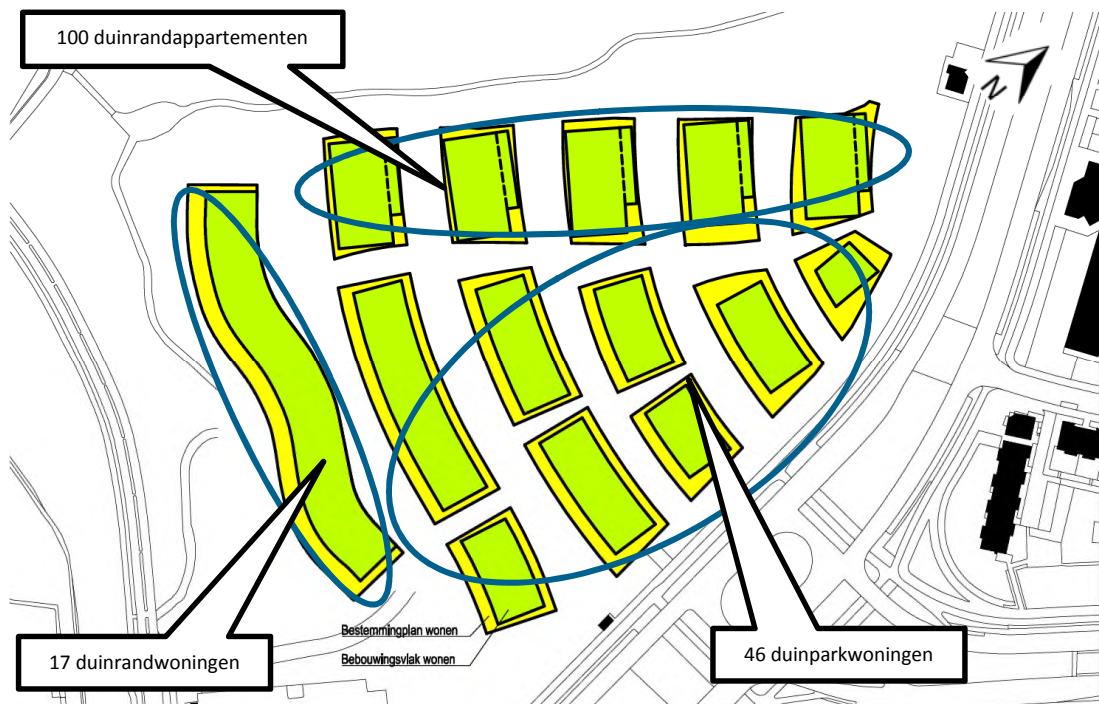 100 duinrandappartementen
N
Bestemmingplan wonen
Bebouwingsvlak wonen
17 duinrandwoningen
46 duinparkwoningen